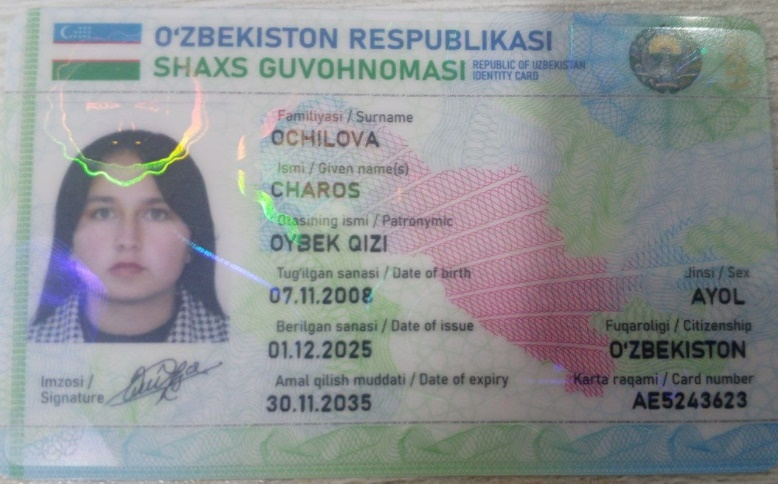 O‘ZBEKISTON RESPUBLIKASI
SHAXS GUVOHNOMASI
REPUBLIC OF UZBEKISTAN
IDENTITY CARD
Familiyasi / Surname
OCHILOVA
Ismi / Given name(s)
CHAROS
Otasining ismi / Patronymic
OYBEK QIZI
Tug‘ilgan sanasi / Date of birth
07.11.2008
Jinsi / Sex
AYOL
Berilgan sanasi / Date of issue
01.12.2025
Fuqaroligi / Citizenship
O‘ZBEKISTON
Imzosi /
Signature
Amal qilish muddati / Date of expiry
30.11.2035
Karta raqami / Card number
AE5243623